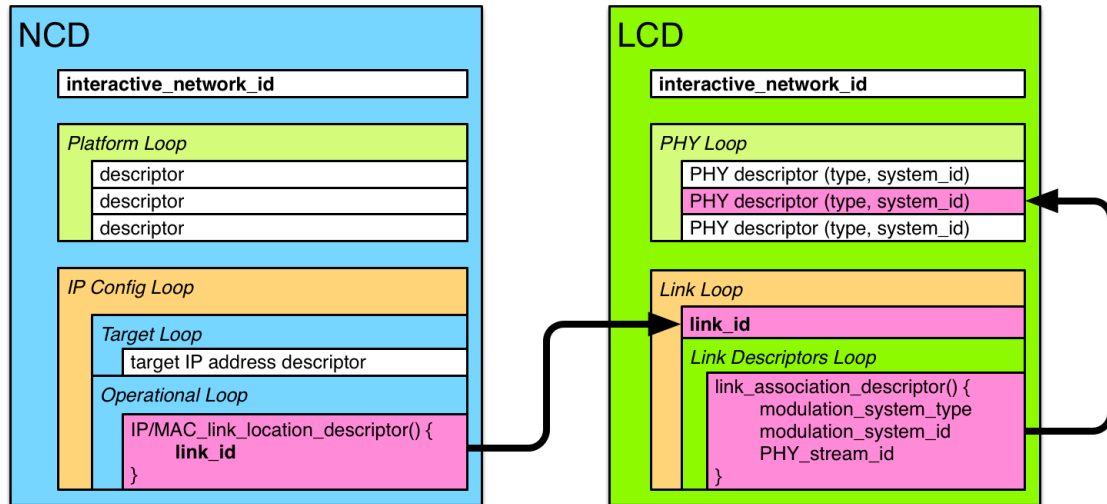 NCD
interactive_network_id
Platform Loop
descriptor
descriptor
descriptor
IP Config Loop
Target Loop
target IP address descriptor
Operational Loop
IP/MAC_link_location_descriptor() {
link_id
}
LCD
interactive_network_id
PHY Loop
PHY descriptor (type, system_id)
PHY descriptor (type, system_id)
PHY descriptor (type, system_id)
Link Loop
link_id
Link Descriptors Loop
link_association_descriptor() {
modulation_system_type
modulation_system_id
PHY_stream_id
}